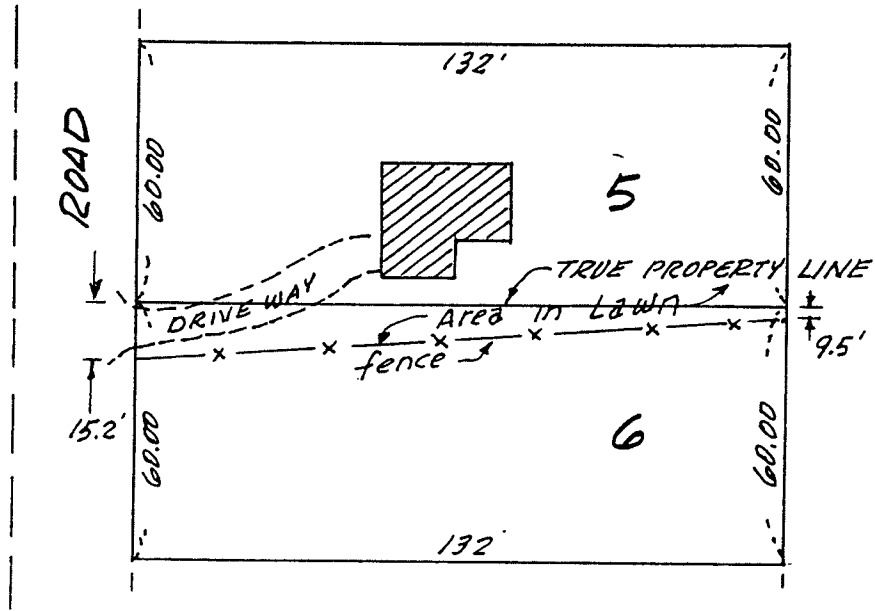 132'
ROAD
60.00
60.00
5
TRUE PROPERTY LINE
DRIVE WAY
Area in Lawn
fence
9.5'
15.2'
60.00
60.00
6
132